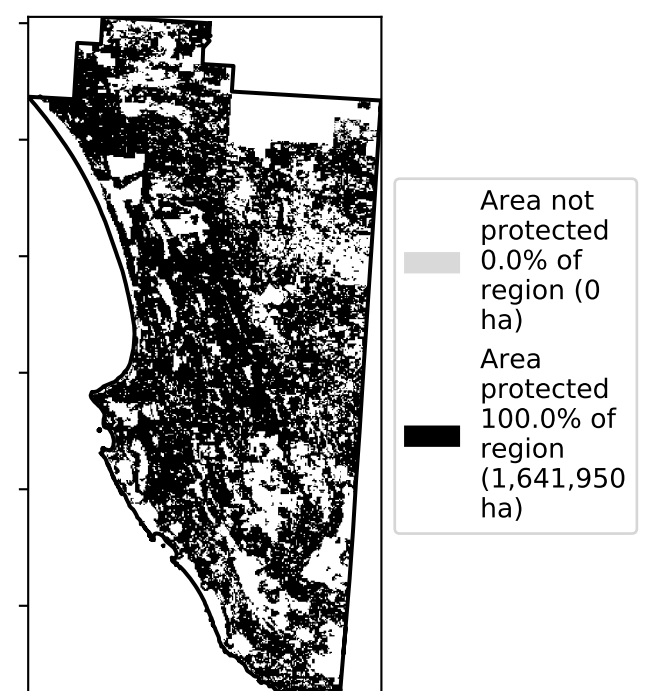 Area not
protected
0.0% of
region (0
ha)
Area
protected
100.0% of
region
(1,641,950
ha)